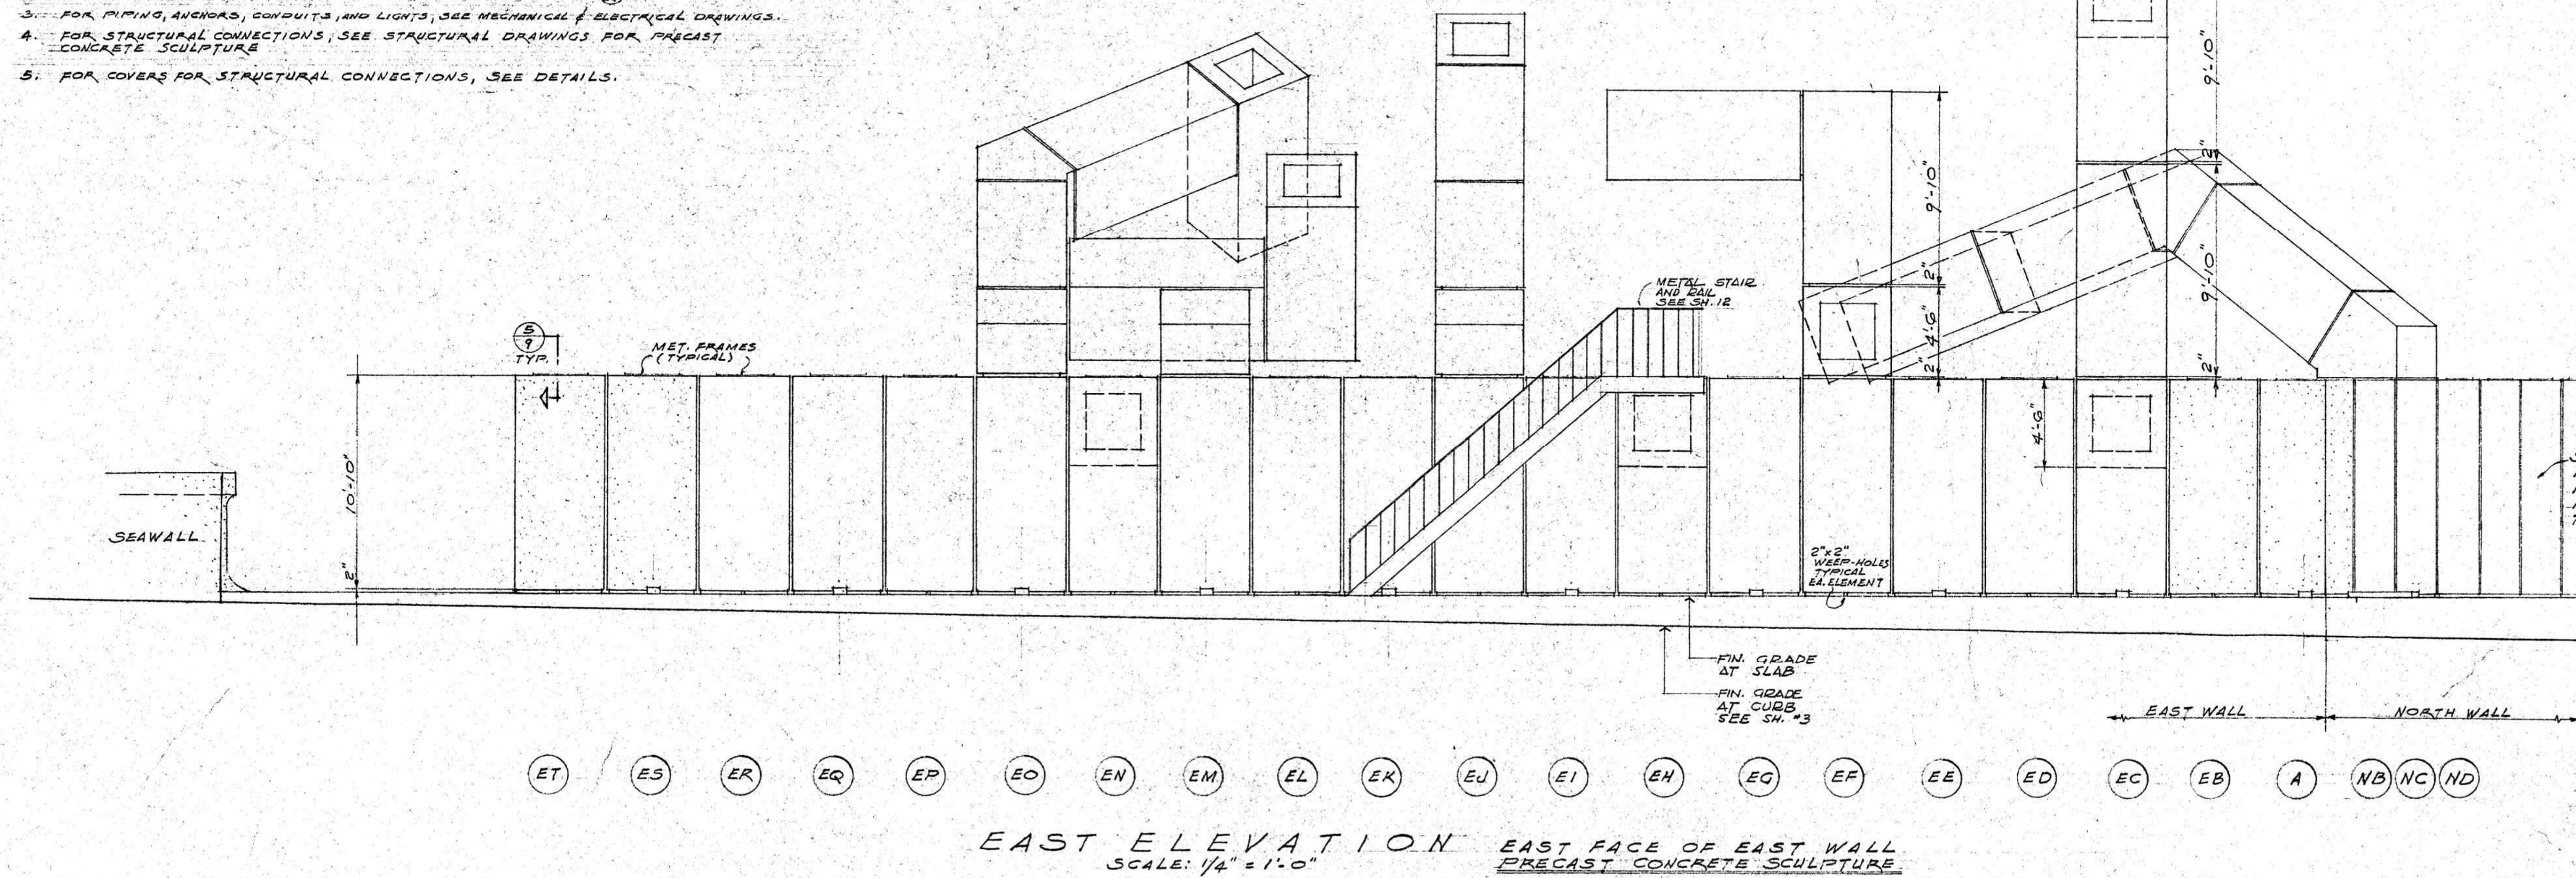 3. FOR PIPING, ANCHORS, CONDUITS, AND LIGHTS, SEE MECHANICAL & ELECTRICAL DRAWINGS.
4. FOR STRUCTURAL CONNECTIONS, SEE STRUCTURAL DRAWINGS FOR PRECAST
CONCRETE SCULPTURE
5. FOR COVERS FOR STRUCTURAL CONNECTIONS, SEE DETAILS.
9'-10"
2"
9'-10"
2"
9'-10"
2"
4'-6"
2"
METAL STAIR
AND RAIL
SEE SH. 12
5
9
TYP.
MET. FRAMES
(TYPICAL)
4'-6"
10'-10"
2"
SEAWALL
2"x2"
WEEP-HOLES
TYPICAL
EA. ELEMENT
FIN. GRADE
AT SLAB
FIN. GRADE
AT CURB
SEE SH. #3
EAST WALL
NORTH WALL
ET ES ER EQ EP EO EN EM EL EK EJ EI EH EG EF EE ED EC EB A NB NC ND
EAST ELEVATION
SCALE: 1/4" = 1'-0"
EAST FACE OF EAST WALL
PRECAST CONCRETE SCULPTURE